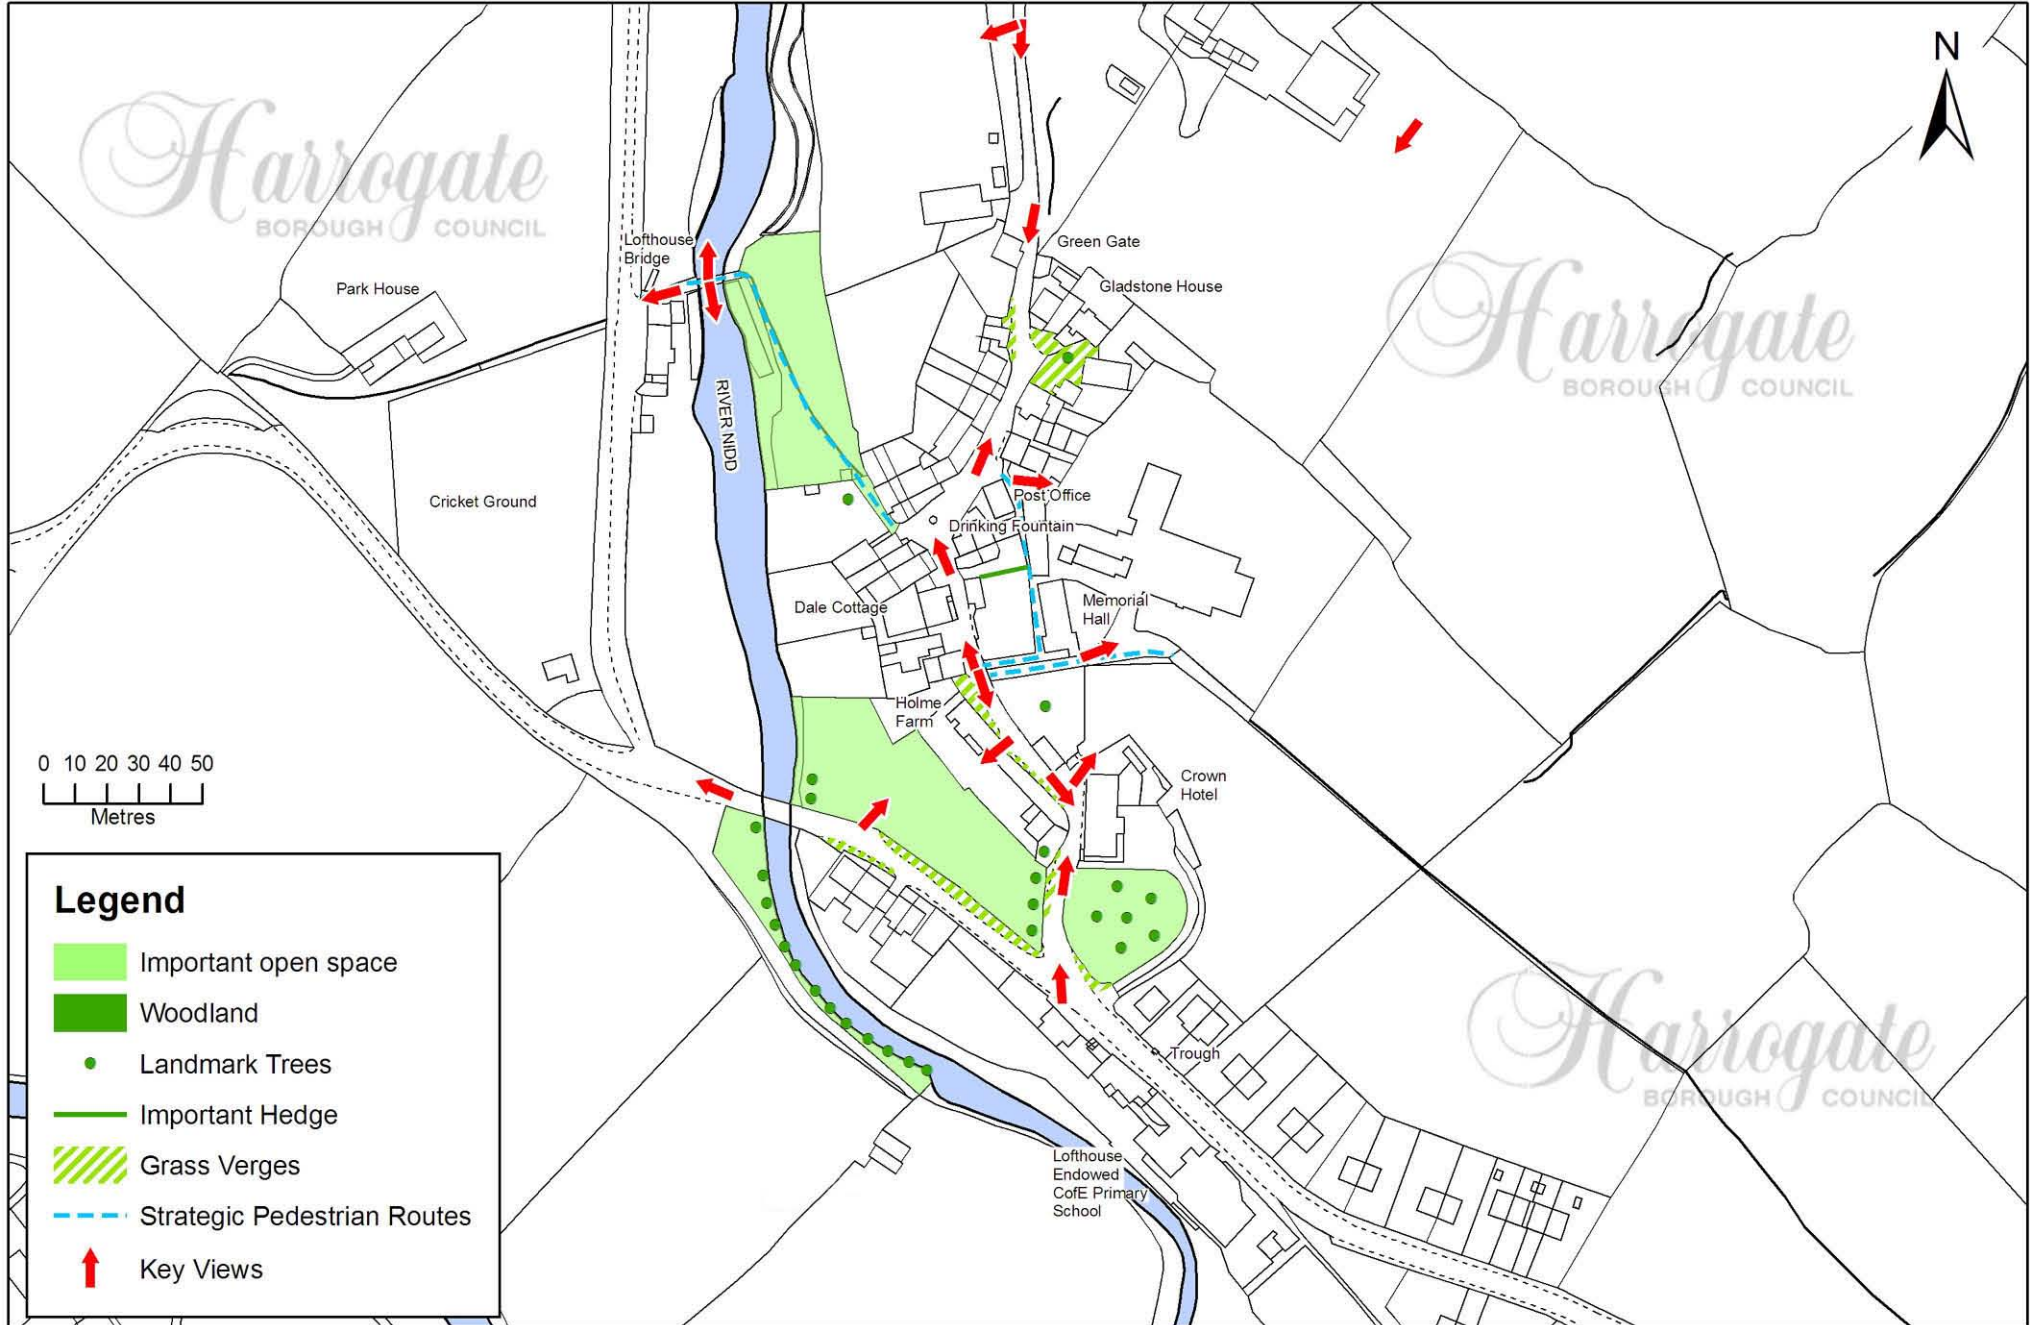 N
Harrogate
BOROUGH COUNCIL
Harrogate
BOROUGH COUNCIL
Harrogate
BOROUGH COUNCIL
Lofthouse
Bridge
Park House
Green Gate
Gladstone House
RIVER NIDD
Cricket Ground
Post Office
Drinking Fountain
Dale Cottage
Memorial
Hall
Holme
Farm
Crown
Hotel
Trough
Lofthouse
Endowed
CofE Primary
School
0 10 20 30 40 50
Metres
Legend
Important open space
Woodland
Landmark Trees
Important Hedge
Grass Verges
Strategic Pedestrian Routes
Key Views